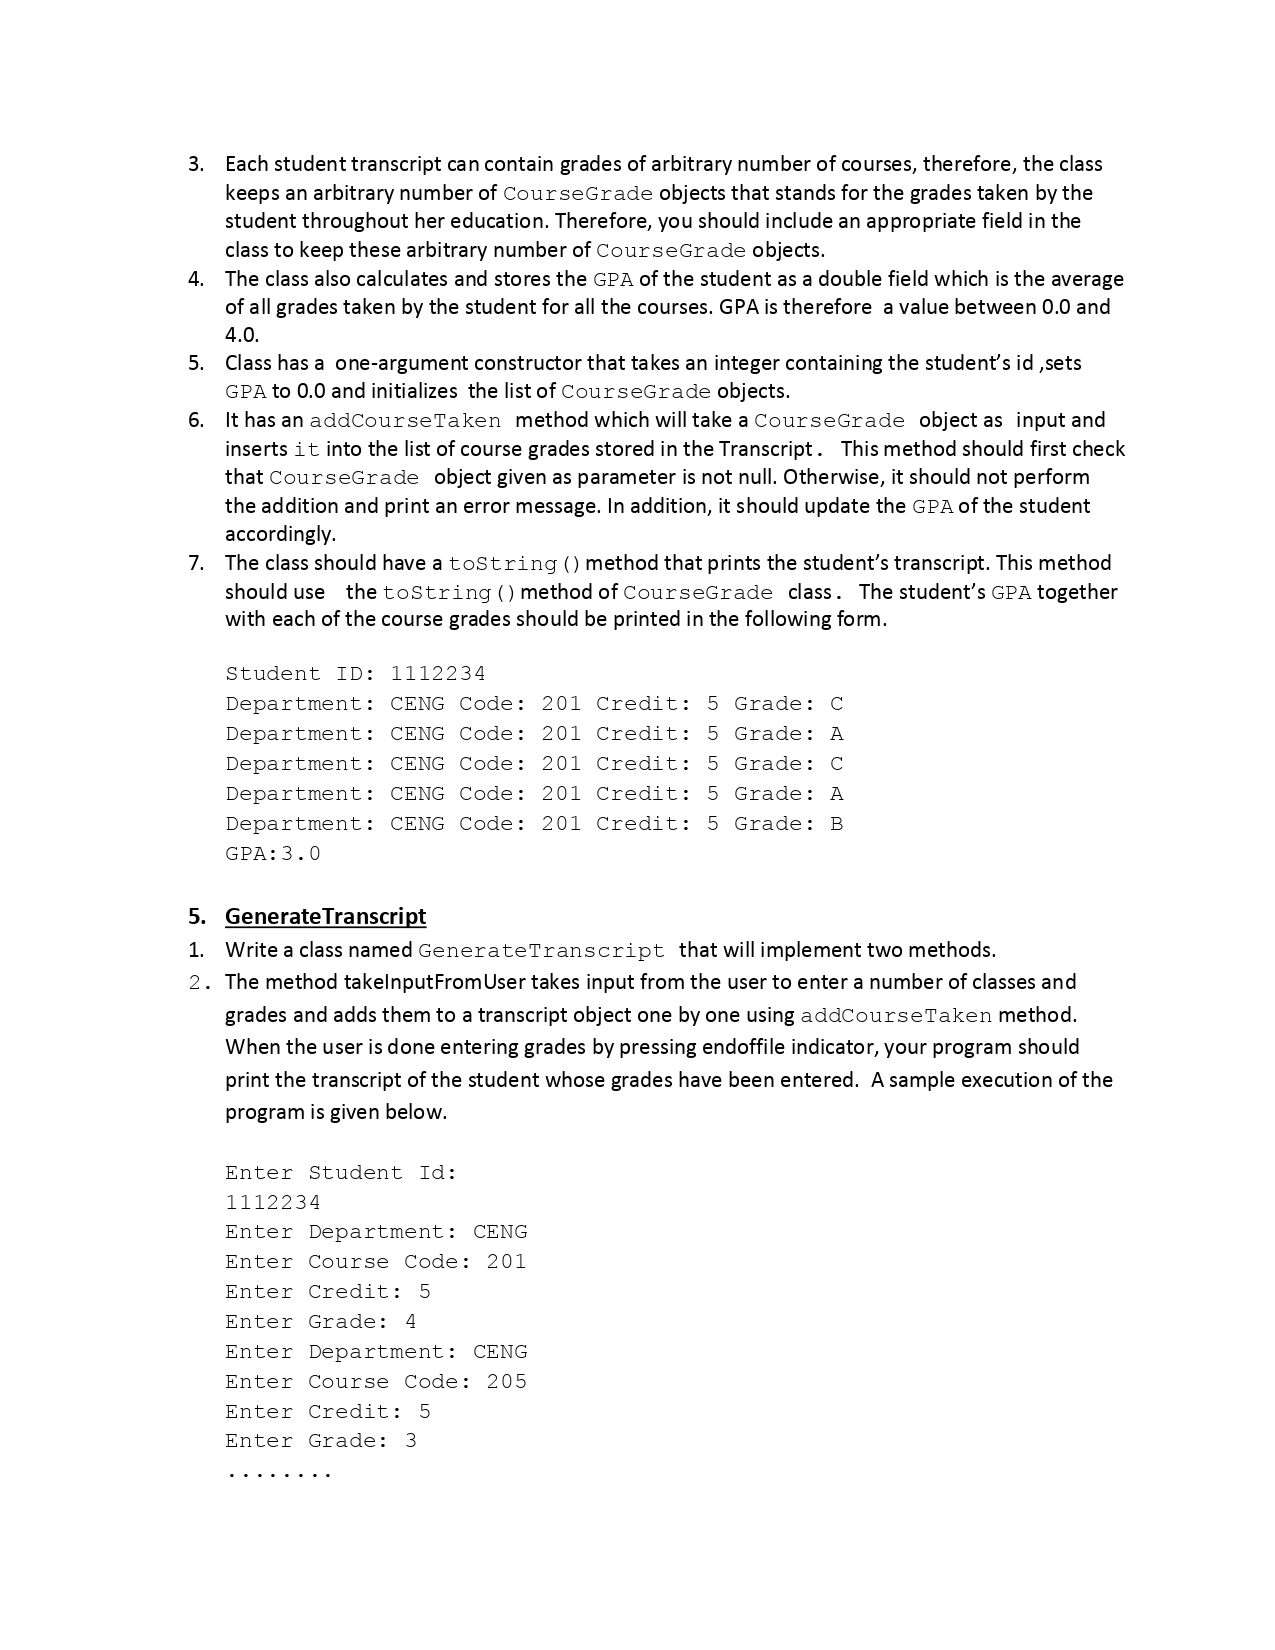 3. Each student transcript can contain grades of arbitrary number of courses, therefore, the class
keeps an arbitrary number of CourseGrade objects that stands for the grades taken by the
student throughout her education. Therefore, you should include an appropriate field in the
class to keep these arbitrary number of CourseGrade objects.
4. The class also calculates and stores the GPA of the student as a double field which is the average
of all grades taken by the student for all the courses. GPA is therefore a value between 0.0 and
4.0.
5. Class has a one-argument constructor that takes an integer containing the student's id ,sets
GPA to 0.0 and initializes the list of CourseGrade objects.
6. It has an addCourseTaken method which will take a CourseGrade object as input and
inserts it into the list of course grades stored in the Transcript. This method should first check
that CourseGrade object given as parameter is not null. Otherwise, it should not perform
the addition and print an error message. In addition, it should update the GPA of the student
accordingly.
7. The class should have a toString() method that prints the student's transcript. This method
should use the toString() method of CourseGrade class. The student's GPA together
with each of the course grades should be printed in the following form.
Student ID: 1112234
Department: CENG Code: 201 Credit: 5 Grade: C
Department: CENG Code: 201 Credit: 5 Grade: A
Department: CENG Code: 201 Credit: 5 Grade: C
Department: CENG Code: 201 Credit: 5 Grade: A
Department: CENG Code: 201 Credit: 5 Grade: B
GPA:3.0
5. GenerateTranscript
1. Write a class named GenerateTranscript that will implement two methods.
2. The method takeInputFromUser takes input from the user to enter a number of classes and
grades and adds them to a transcript object one by one using addCourseTaken method.
When the user is done entering grades by pressing endoffile indicator, your program should
print the transcript of the student whose grades have been entered. A sample execution of the
program is given below.
Enter Student Id:
1112234
Enter Department: CENG
Enter Course Code: 201
Enter Credit: 5
Enter Grade: 4
Enter Department: CENG
Enter Course Code: 205
Enter Credit: 5
Enter Grade: 3
........